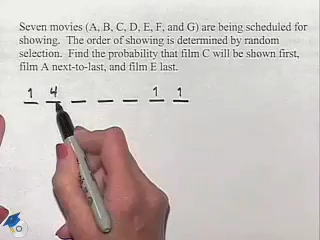 Seven movies (A, B, C, D, E, F, and G) are being scheduled for
showing. The order of showing is determined by random
selection. Find the probability that film C will be shown first,
film A next-to-last, and film E last.
1 4 1 1